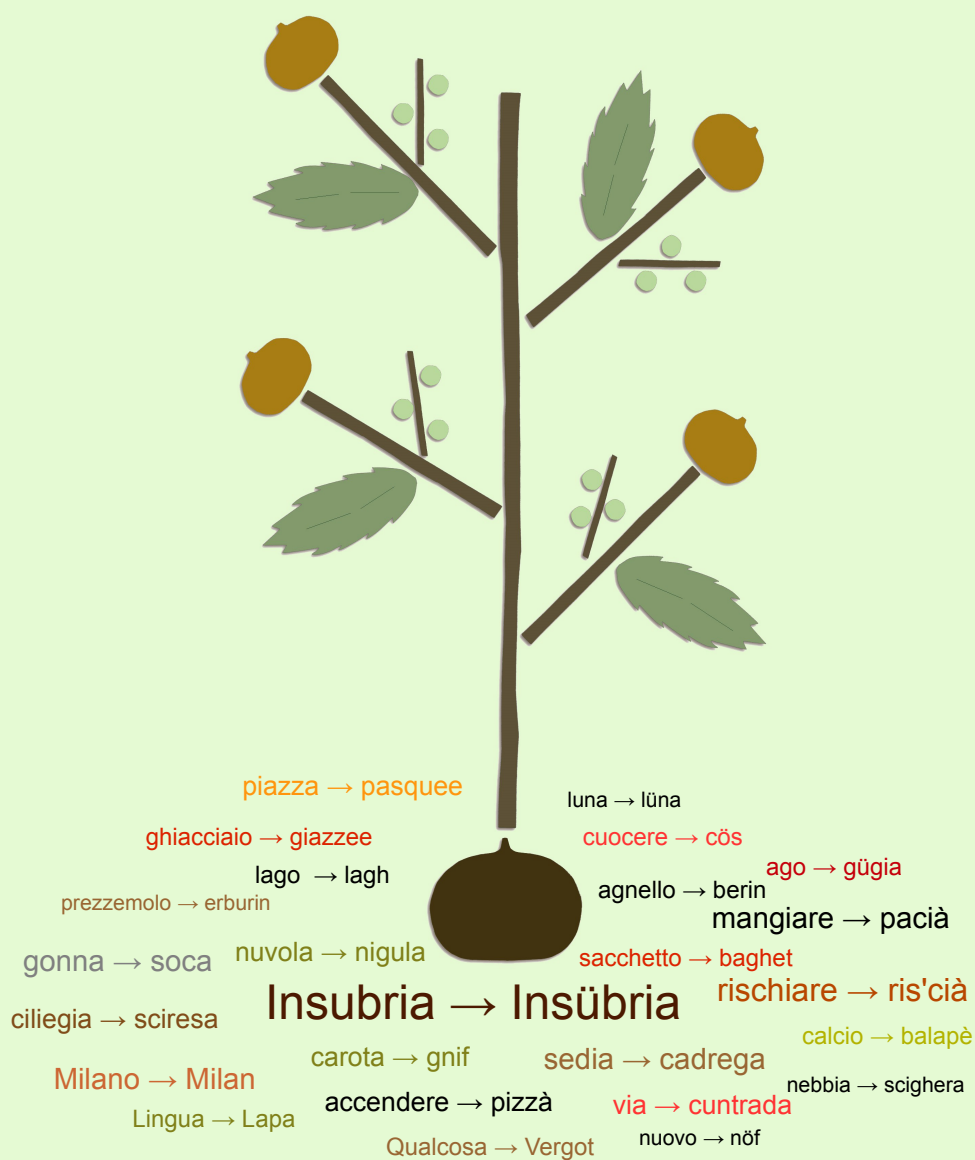 piazza → pasquee
luna → lüna
ghiacciaio → giazzee
cuocere → cös
lago → lagh
ago → gügia
agnello → berin
prezzemolo → erburin
mangiare → pacià
nuvola → nigula
gonna → soca
sacchetto → baghet
Insubria → Insübria
rischiare → ris'cià
ciliegia → sciresa
calcio → balapè
carota → gnif
sedia → cadrega
Milano → Milan
nebbia → scighera
accendere → pizzà
via → cuntrada
Lingua → Lapa
nuovo → nöf
Qualcosa → Vergot